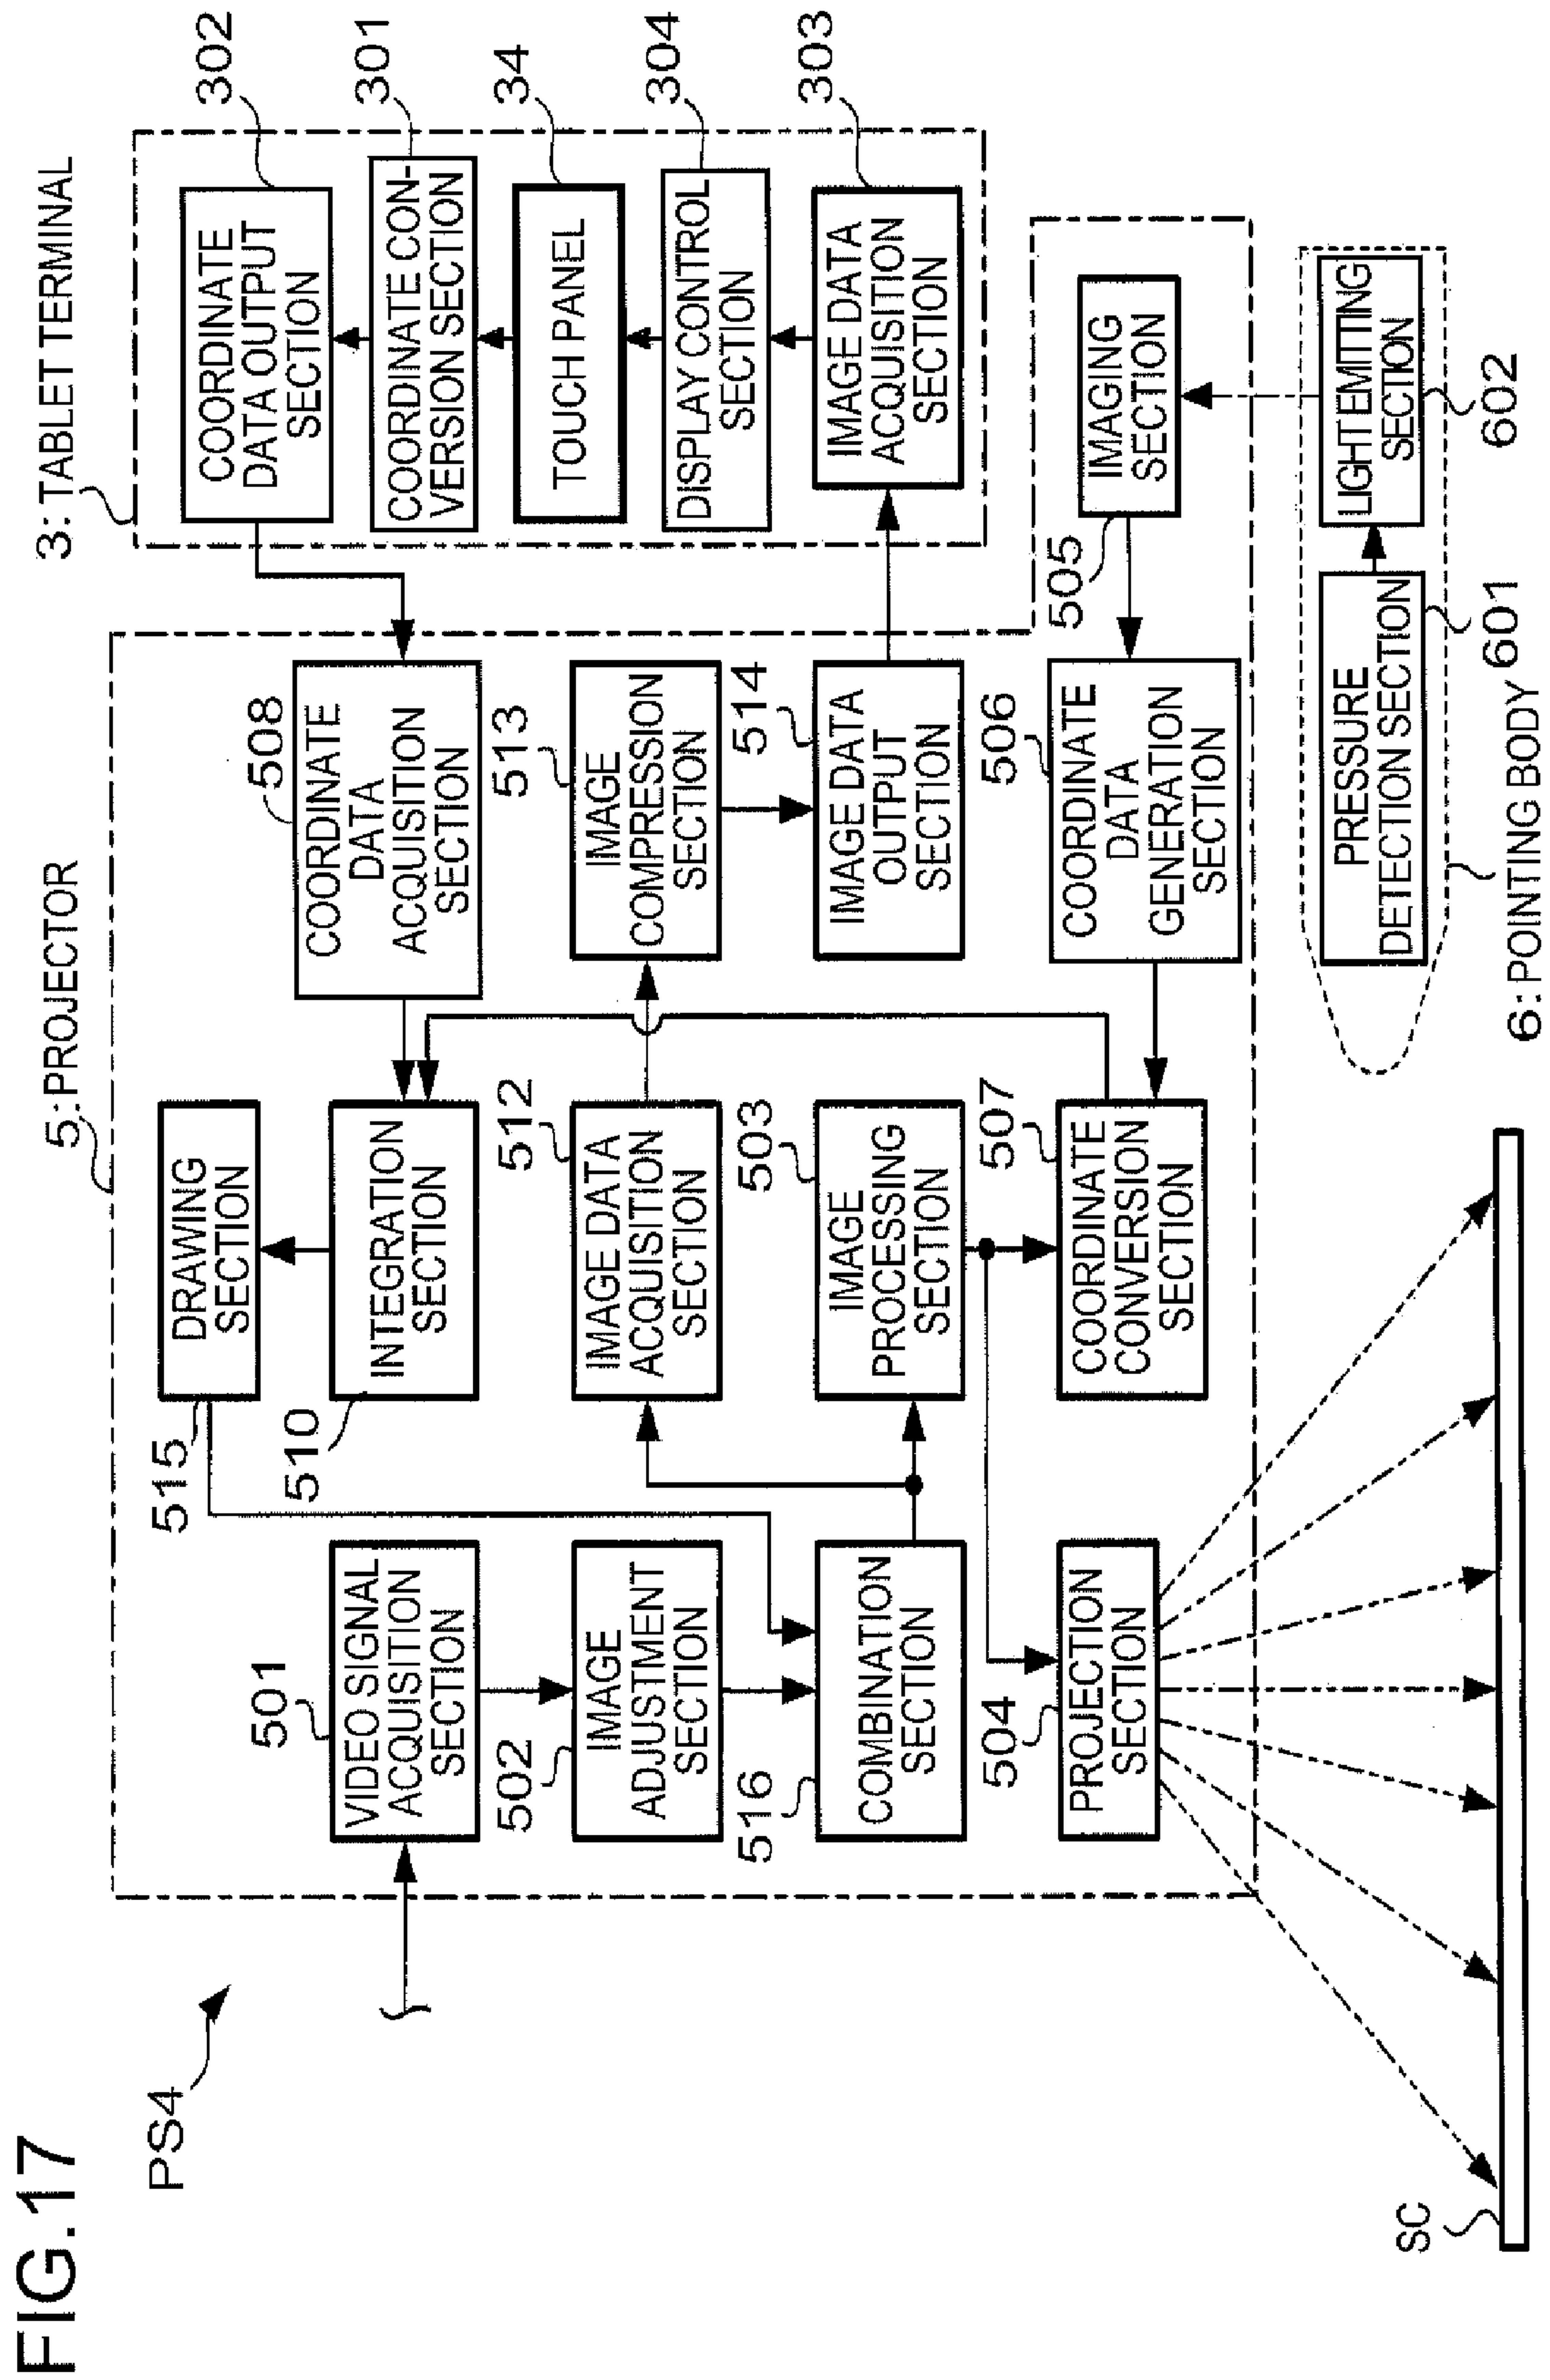 FIG.17
PS4
5:PROJECTOR
3:TABLET TERMINAL
501
VIDEO SIGNAL
ACQUISITION
SECTION
502
IMAGE
ADJUSTMENT
SECTION
516
COMBINATION
SECTION
504
PROJECTION
SECTION
515
DRAWING
SECTION
510
INTEGRATION
SECTION
512
IMAGE DATA
ACQUISITION
SECTION
503
IMAGE
PROCESSING
SECTION
507
COORDINATE
CONVERSION
SECTION
508
COORDINATE
DATA
ACQUISITION
SECTION
513
IMAGE
COMPRESSION
SECTION
514
IMAGE DATA
OUTPUT
SECTION
506
COORDINATE
DATA
GENERATION
SECTION
505
IMAGING
SECTION
302
COORDINATE
DATA OUTPUT
SECTION
301
COORDINATE CON-
VERSION SECTION
34
TOUCH PANEL
304
DISPLAY CONTROL
SECTION
303
IMAGE DATA
ACQUISITION
SECTION
PRESSURE
DETECTION SECTION
601
LIGHT EMITTING
SECTION
602
6:POINTING BODY
SC